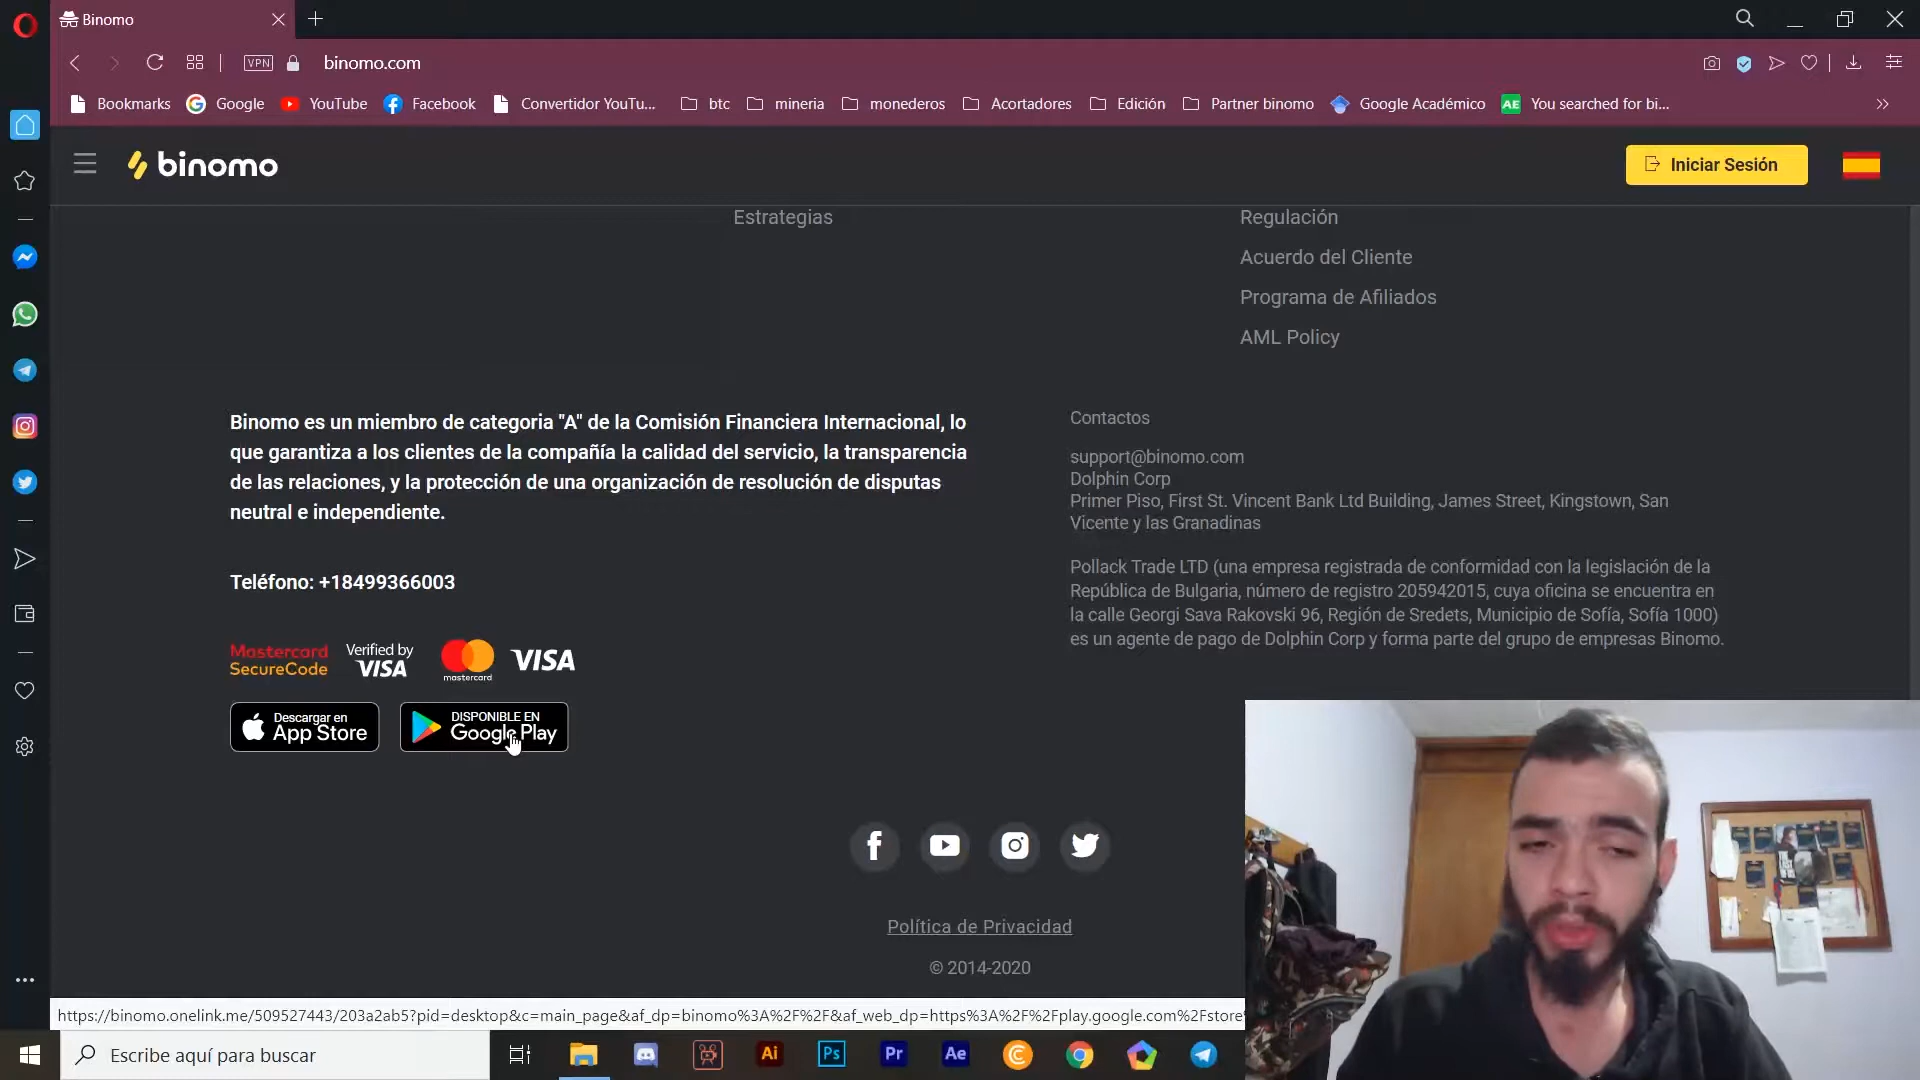 Binomo
VPN
binomo.com
Bookmarks
Google
YouTube
Facebook
Convertidor YouTu...
btc
mineria
monederos
Acortadores
Edición
Partner binomo
Google Académico
AE
You searched for bi...
binomo
Iniciar Sesión
Estrategias
Regulación
Acuerdo del Cliente
Programa de Afiliados
AML Policy
Binomo es un miembro de categoria "A" de la Comisión Financiera Internacional, lo
que garantiza a los clientes de la compañía la calidad del servicio, la transparencia
de las relaciones, y la protección de una organización de resolución de disputas
neutral e independiente.
Teléfono: +18499366003
Mastercard
SecureCode
Verified by
VISA
mastercard
VISA
Descargar en
App Store
DISPONIBLE EN
Google Play
Contactos
support@binomo.com
Dolphin Corp
Primer Piso, First St. Vincent Bank Ltd Building, James Street, Kingstown, San
Vicente y las Granadinas
Pollack Trade LTD (una empresa registrada de conformidad con la legislación de la
República de Bulgaria, número de registro 205942015, cuya oficina se encuentra en
la calle Georgi Sava Rakovski 96, Región de Sredets, Municipio de Sofía, Sofía 1000)
es un agente de pago de Dolphin Corp y forma parte del grupo de empresas Binomo.
Política de Privacidad
© 2014-2020
https://binomo.onelink.me/509527443/203a2ab5?pid=desktop&c=main_page&af_dp=binomo%3A%2F%2F&af_web_dp=https%3A%2F%2Fplay.google.com%2Fstore
Escribe aquí para buscar
Ai
Ps
Pr
Ae